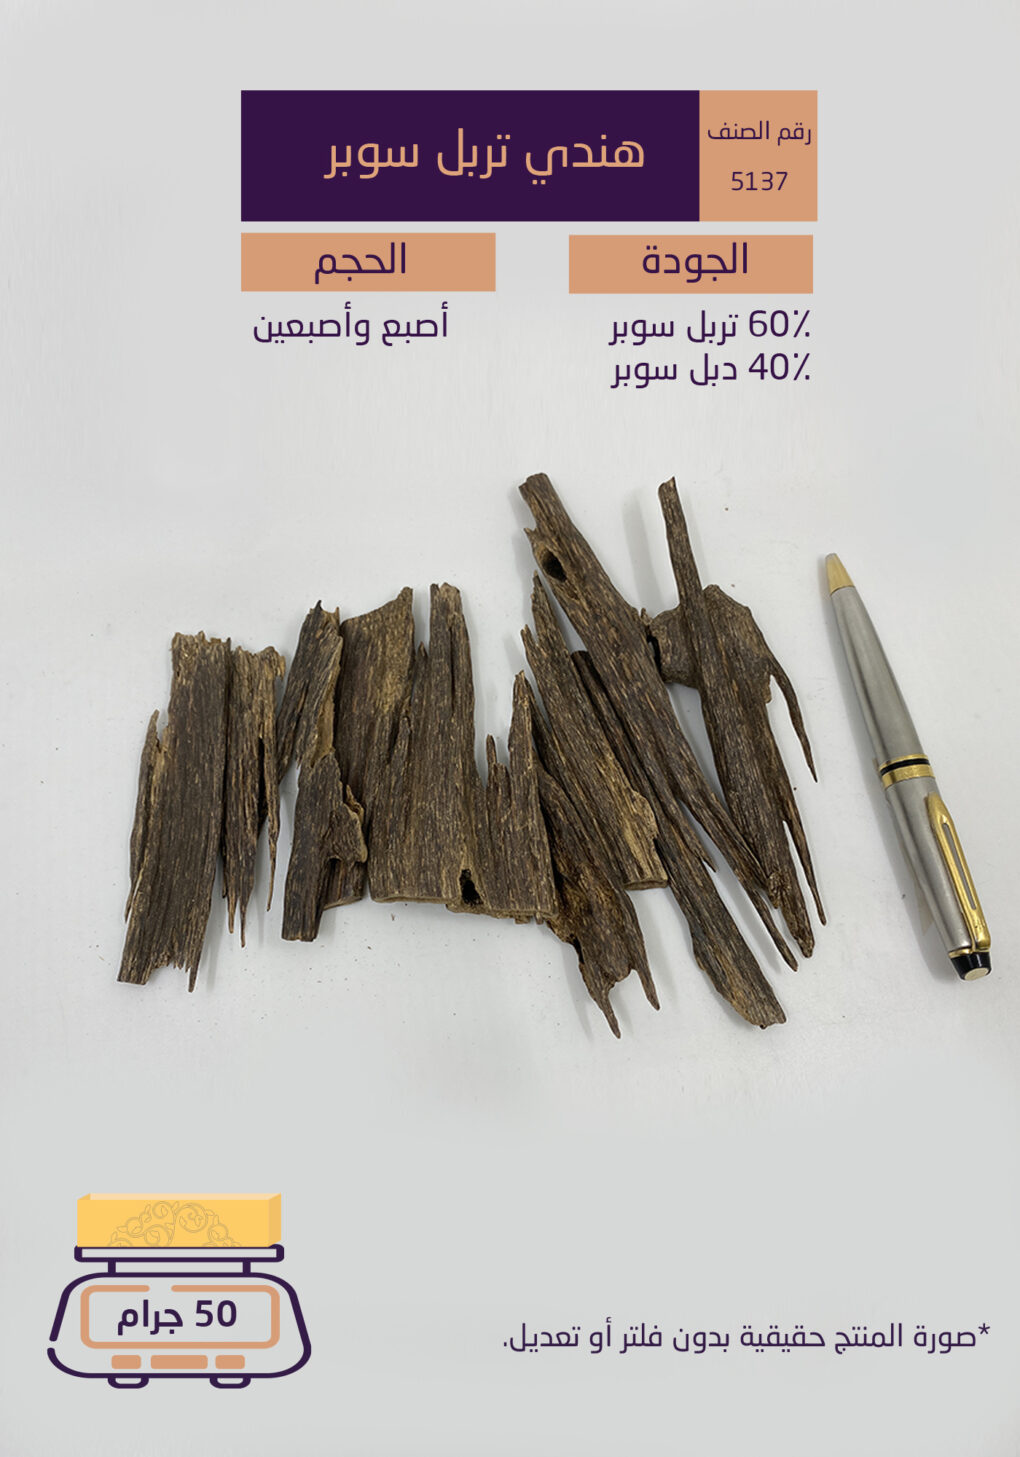 رقم الصنف
5137
هندي تربل سوبر
الجودة
60٪ تربل سوبر
40٪ دبل سوبر
الحجم
أصبع وأصبعين
50 جرام
*صورة المنتج حقيقية بدون فلتر أو تعديل.